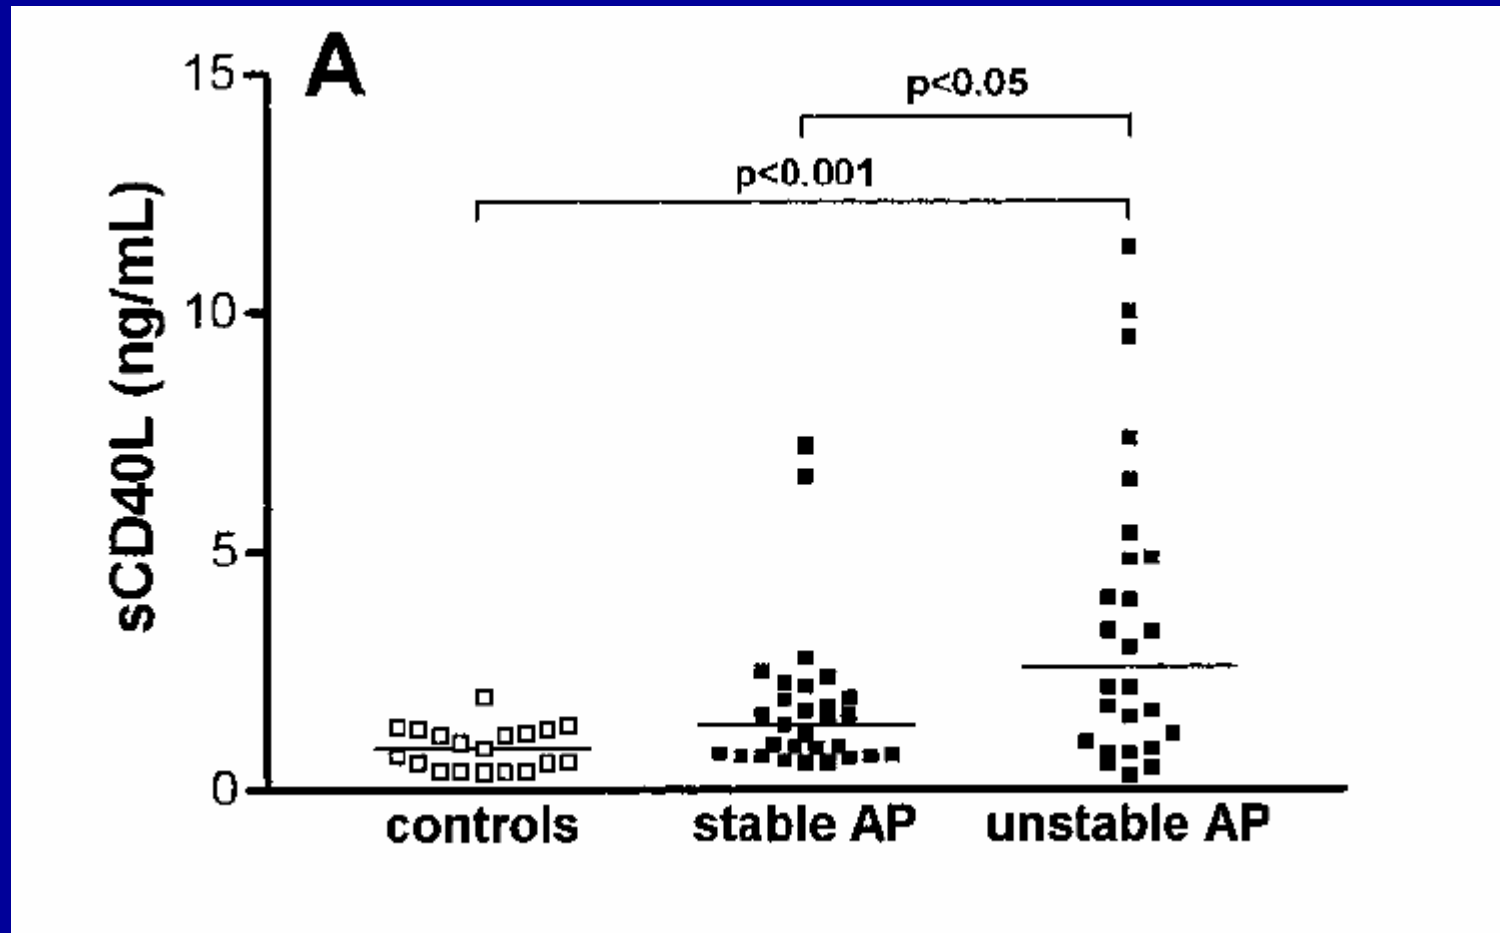 A
15
p<0.05
p<0.001
10
sCD40L (ng/mL)
5
0
controls
stable AP
unstable AP